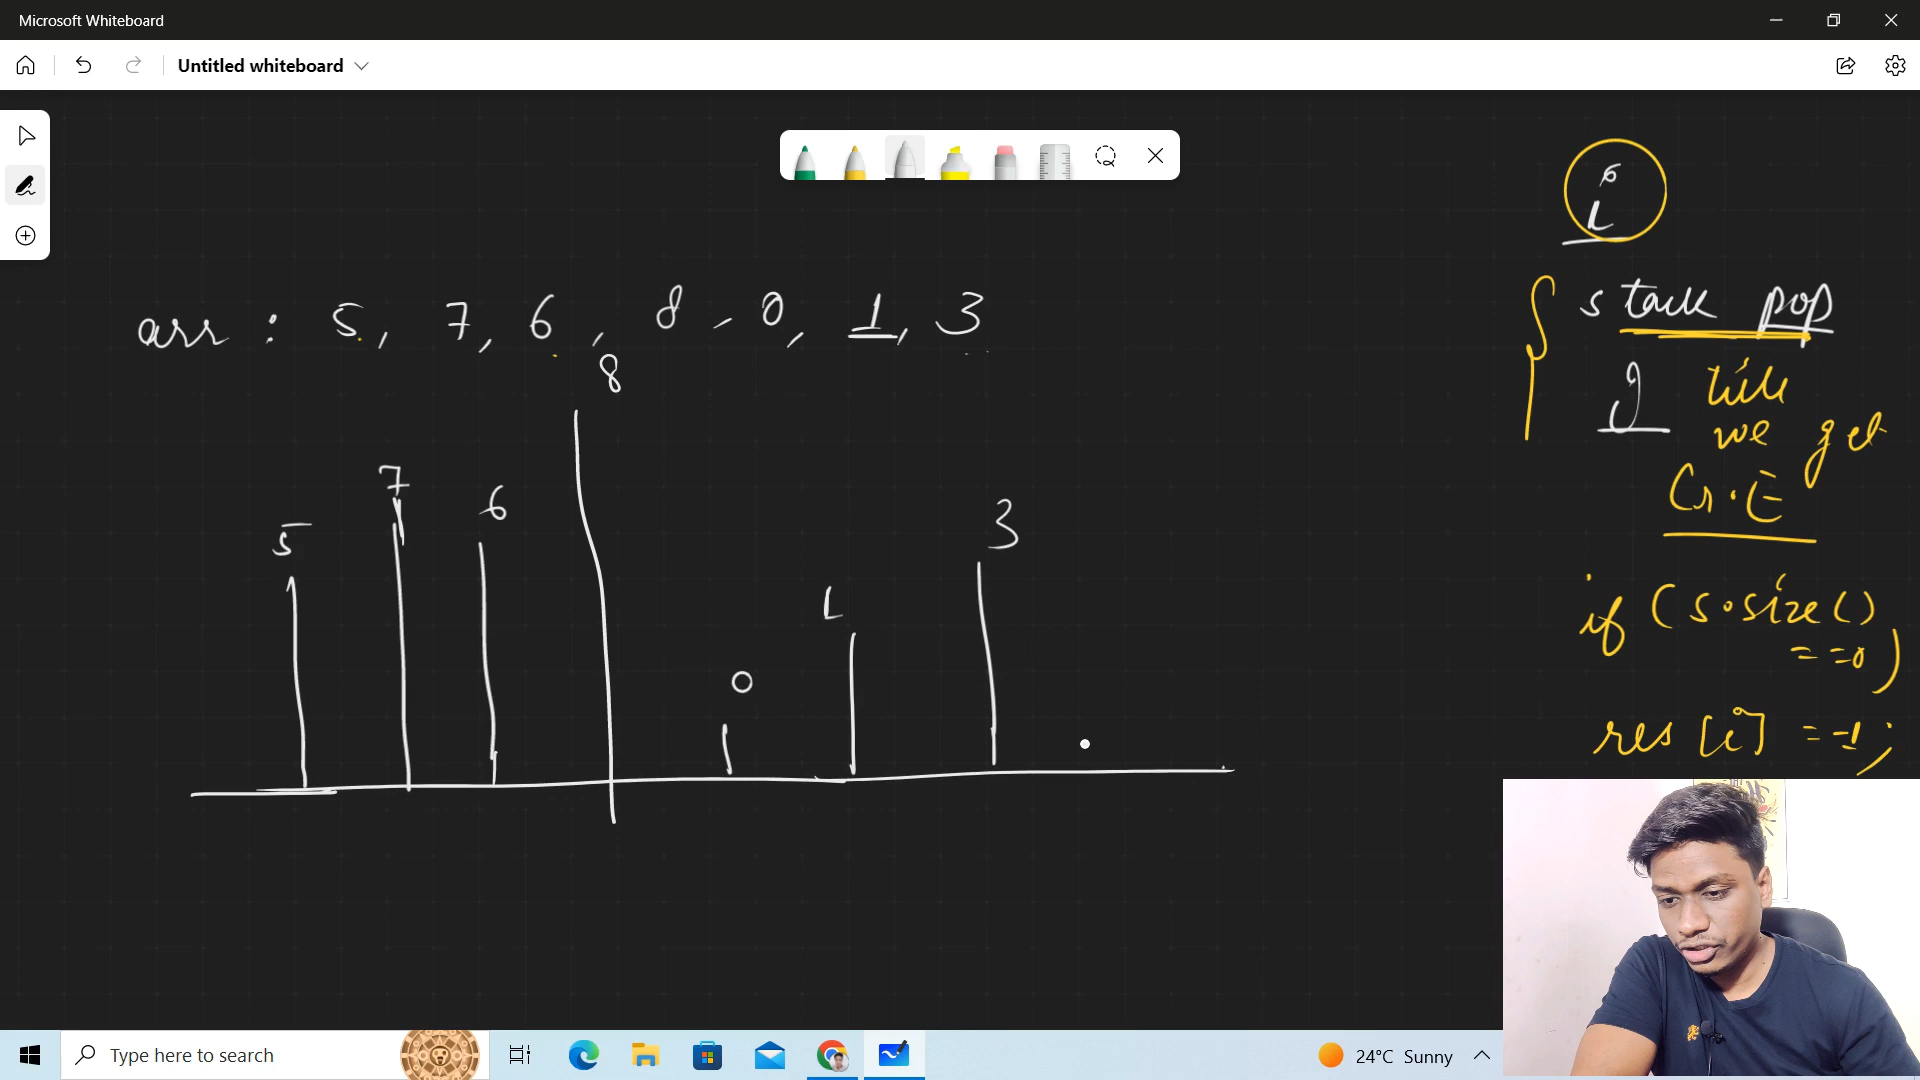 Microsoft Whiteboard
Untitled whiteboard
arr : 5, 7, 6, 8, 0, 1, 3
8
7
6
5
3
1
0
6
L
stack pop
till
we get
G.E
if (s.size()
==0)
res[i] = -1;
Type here to search
24°C Sunny